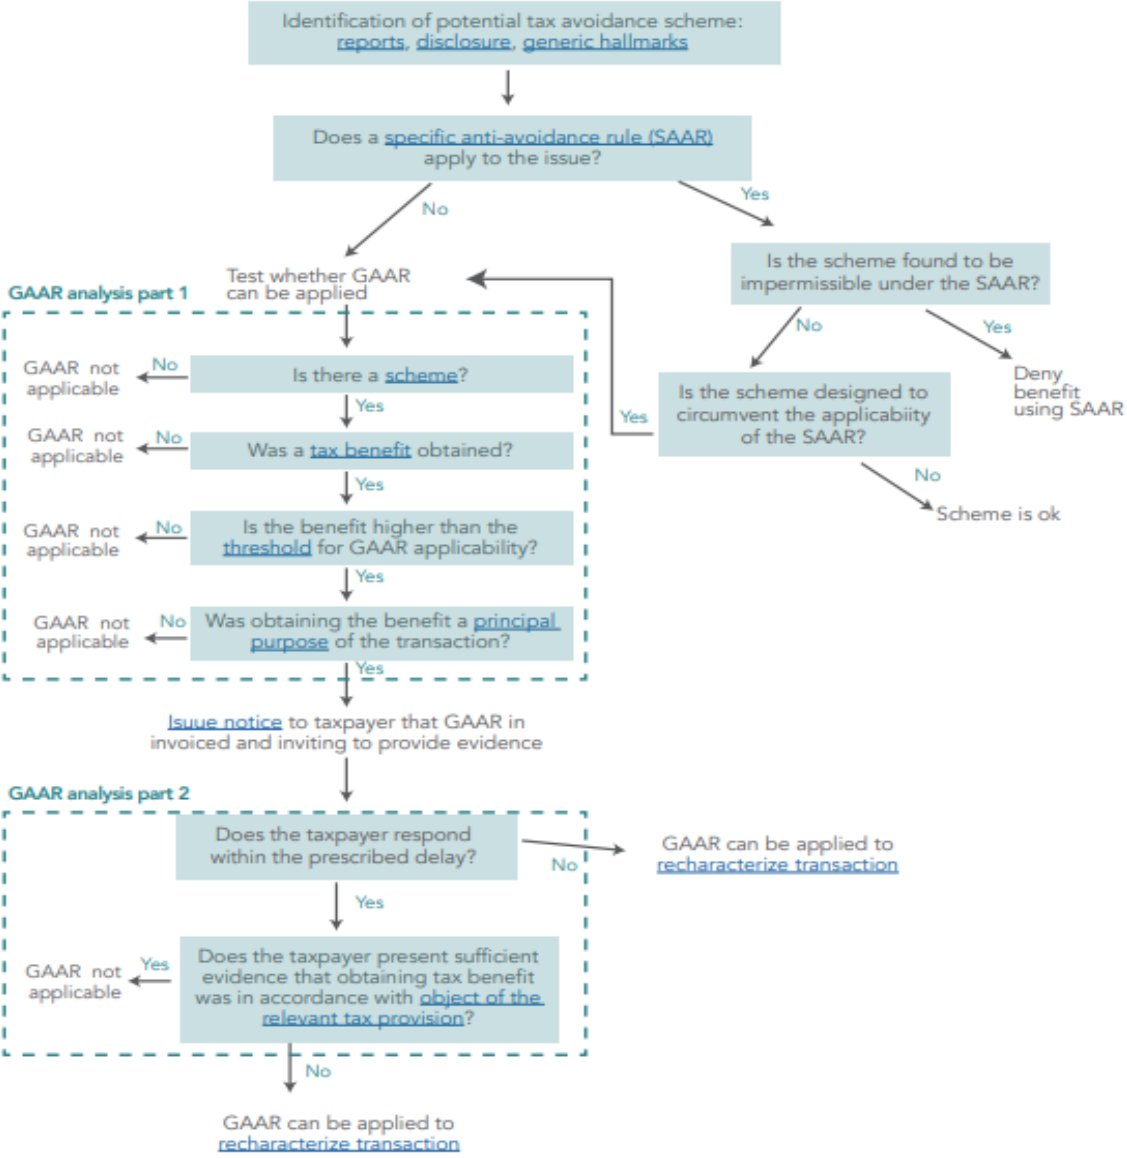 Identification of potential tax avoidance scheme:
reports, disclosure, generic hallmarks
Does a specific anti-avoidance rule (SAAR)
apply to the issue?
No
Yes
Is the scheme found to be
impermissible under the SAAR?
No
Yes
Deny
benefit
using SAAR
Is the scheme designed to
circumvent the applicabiity
of the SAAR?
Yes
No
Scheme is ok
Test whether GAAR
can be applied
GAAR analysis part 1
Is there a scheme?
No
GAAR not
applicable
Yes
Was a tax benefit obtained?
No
GAAR not
applicable
Yes
Is the benefit higher than the
threshold for GAAR applicability?
No
GAAR not
applicable
Yes
Was obtaining the benefit a principal
purpose of the transaction?
No
GAAR not
applicable
Yes
Isuue notice to taxpayer that GAAR in
invoiced and inviting to provide evidence
GAAR analysis part 2
Does the taxpayer respond
within the prescribed delay?
No
GAAR can be applied to
recharacterize transaction
Yes
Does the taxpayer present sufficient
evidence that obtaining tax benefit
was in accordance with object of the
relevant tax provision?
Yes
GAAR not
applicable
No
GAAR can be applied to
recharacterize transaction